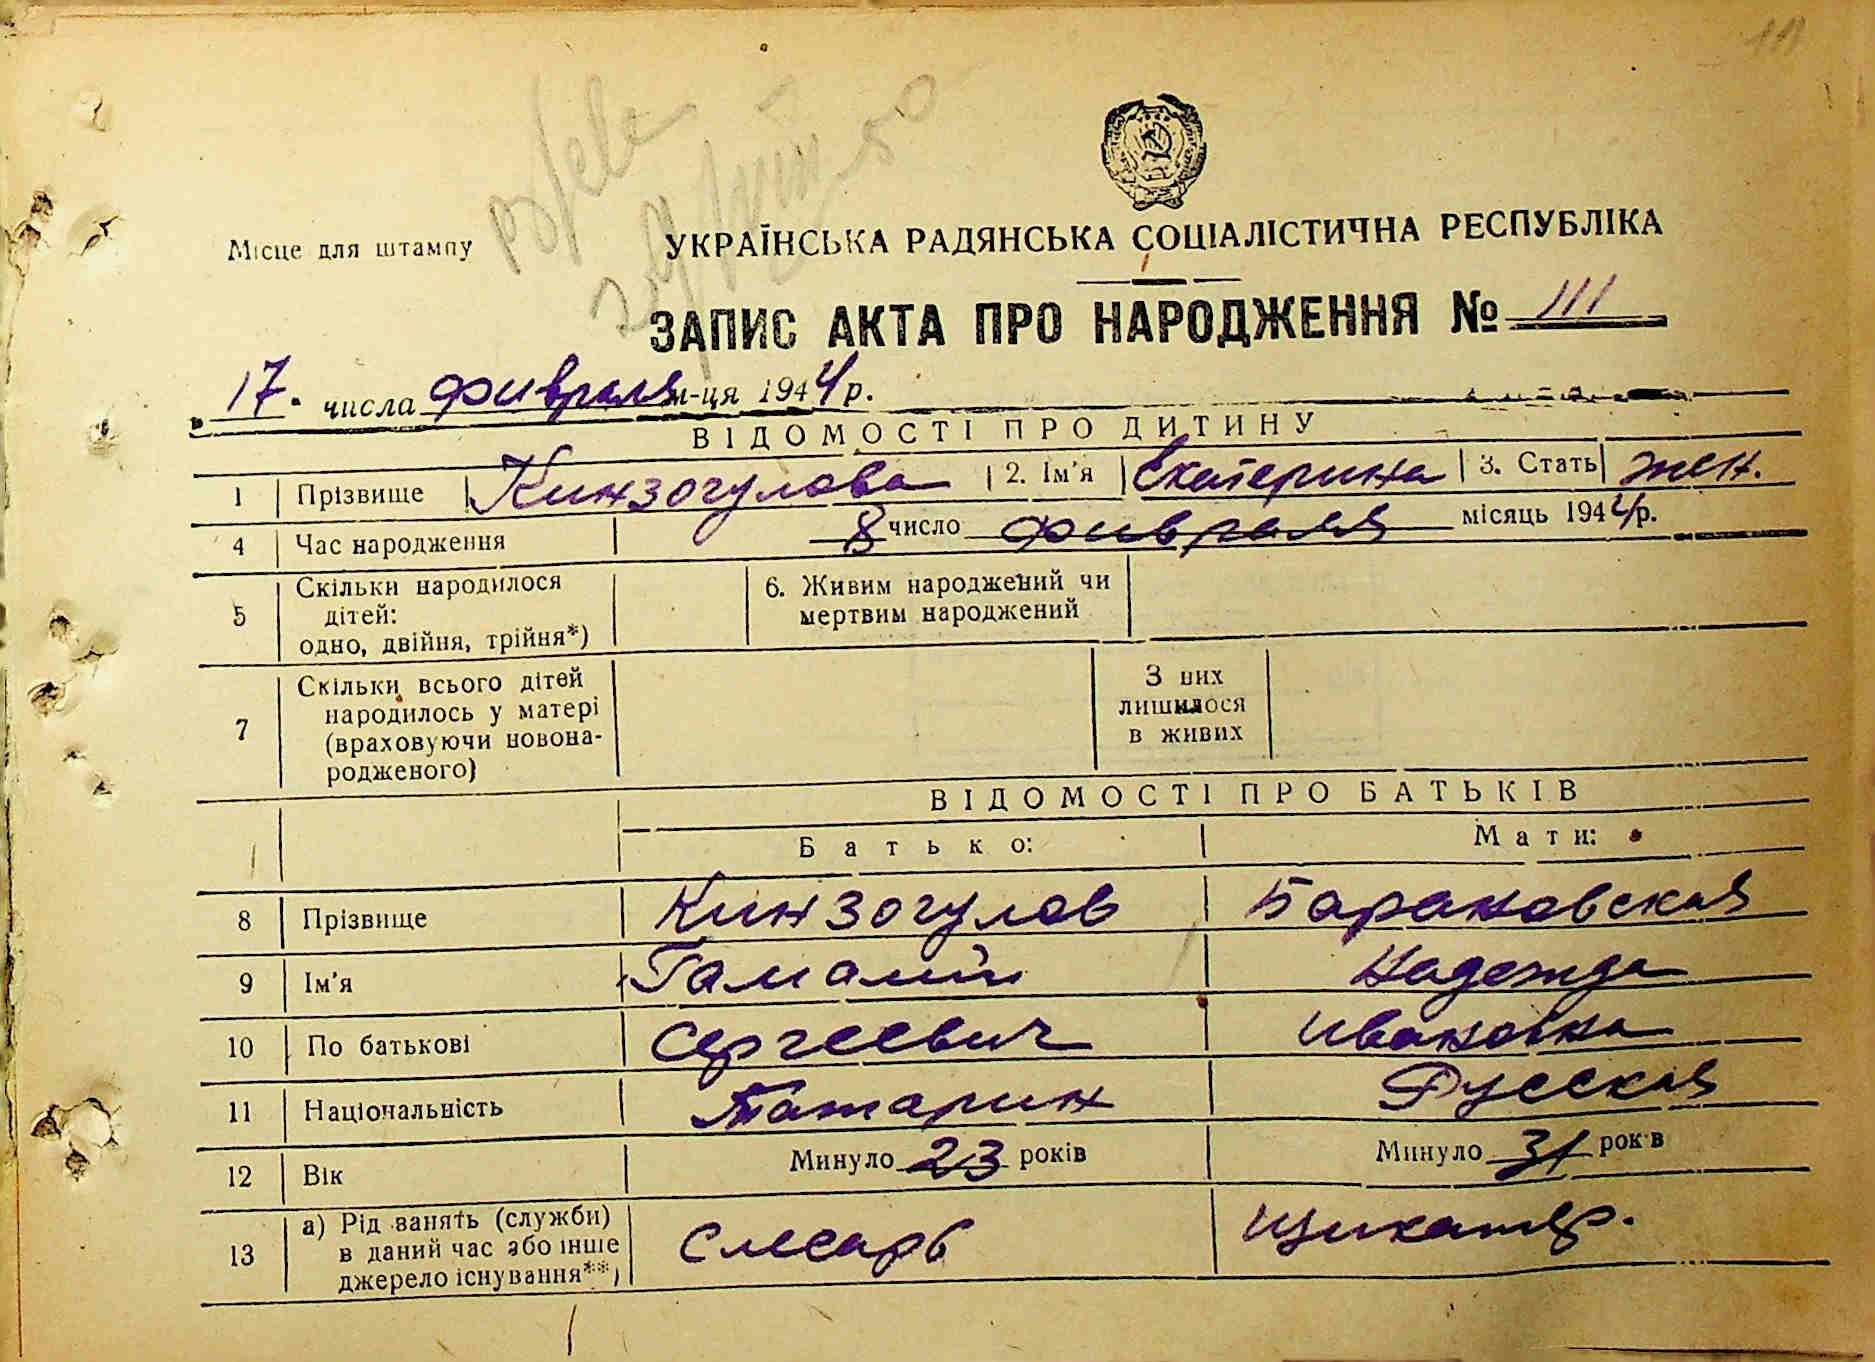 111
Місце для штампу
УКРАЇНСЬКА РАДЯНСЬКА СОЦІАЛІСТИЧНА РЕСПУБЛІКА
ЗАПИС АКТА ПРО НАРОДЖЕННЯ № 111
17. числа февраля м-ця 1944 р.
ВІДОМОСТІ ПРО ДИТИНУ
1 Прізвище Кинзогулова 2. Ім'я Екатерина 3. Стать жен.
4 Час народження 8 число февраля місяць 1944 р.
5 Скільки народилося дітей: одно, двійня, трійня*) 6. Живим народжений чи мертвим народжений
7 Скільки всього дітей народилось у матері (враховуючи новонародженого) З них лишилося в живих
ВІДОМОСТІ ПРО БАТЬКІВ
Батько: Мати:
8 Прізвище Кинзогулов Барановская
9 Ім'я Надежда
10 По батькові Сергеевич Ивановна
11 Національність Татарин Русская
12 Вік Минуло 23 років Минуло 31 років
13 а) Рід занять (служби) в даний час або інше джерело існування**) Слесарь